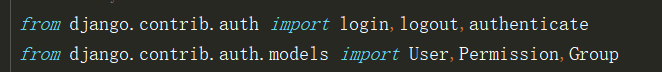 from django.contrib.auth import login,logout,authenticate
from django.contrib.auth.models import User,Permission,Group